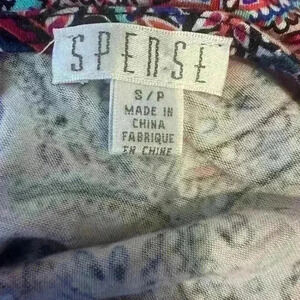 SPENSE
S/P
MADE IN
CHINA
FABRIQUE
EN CHINE